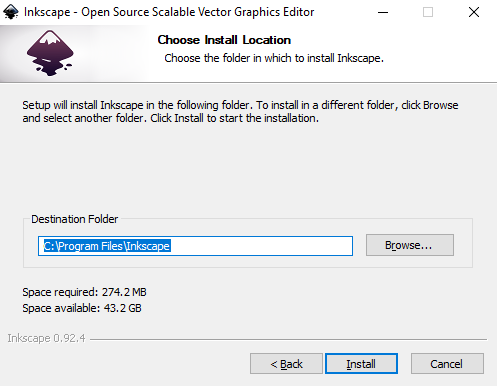 Inkscape - Open Source Scalable Vector Graphics Editor
Choose Install Location
Choose the folder in which to install Inkscape.
Setup will install Inkscape in the following folder. To install in a different folder, click Browse
and select another folder. Click Install to start the installation.
Destination Folder
C:\Program Files\Inkscape
Browse...
Space required: 274.2 MB
Space available: 43.2 GB
Inkscape 0.92.4
< Back
Install
Cancel